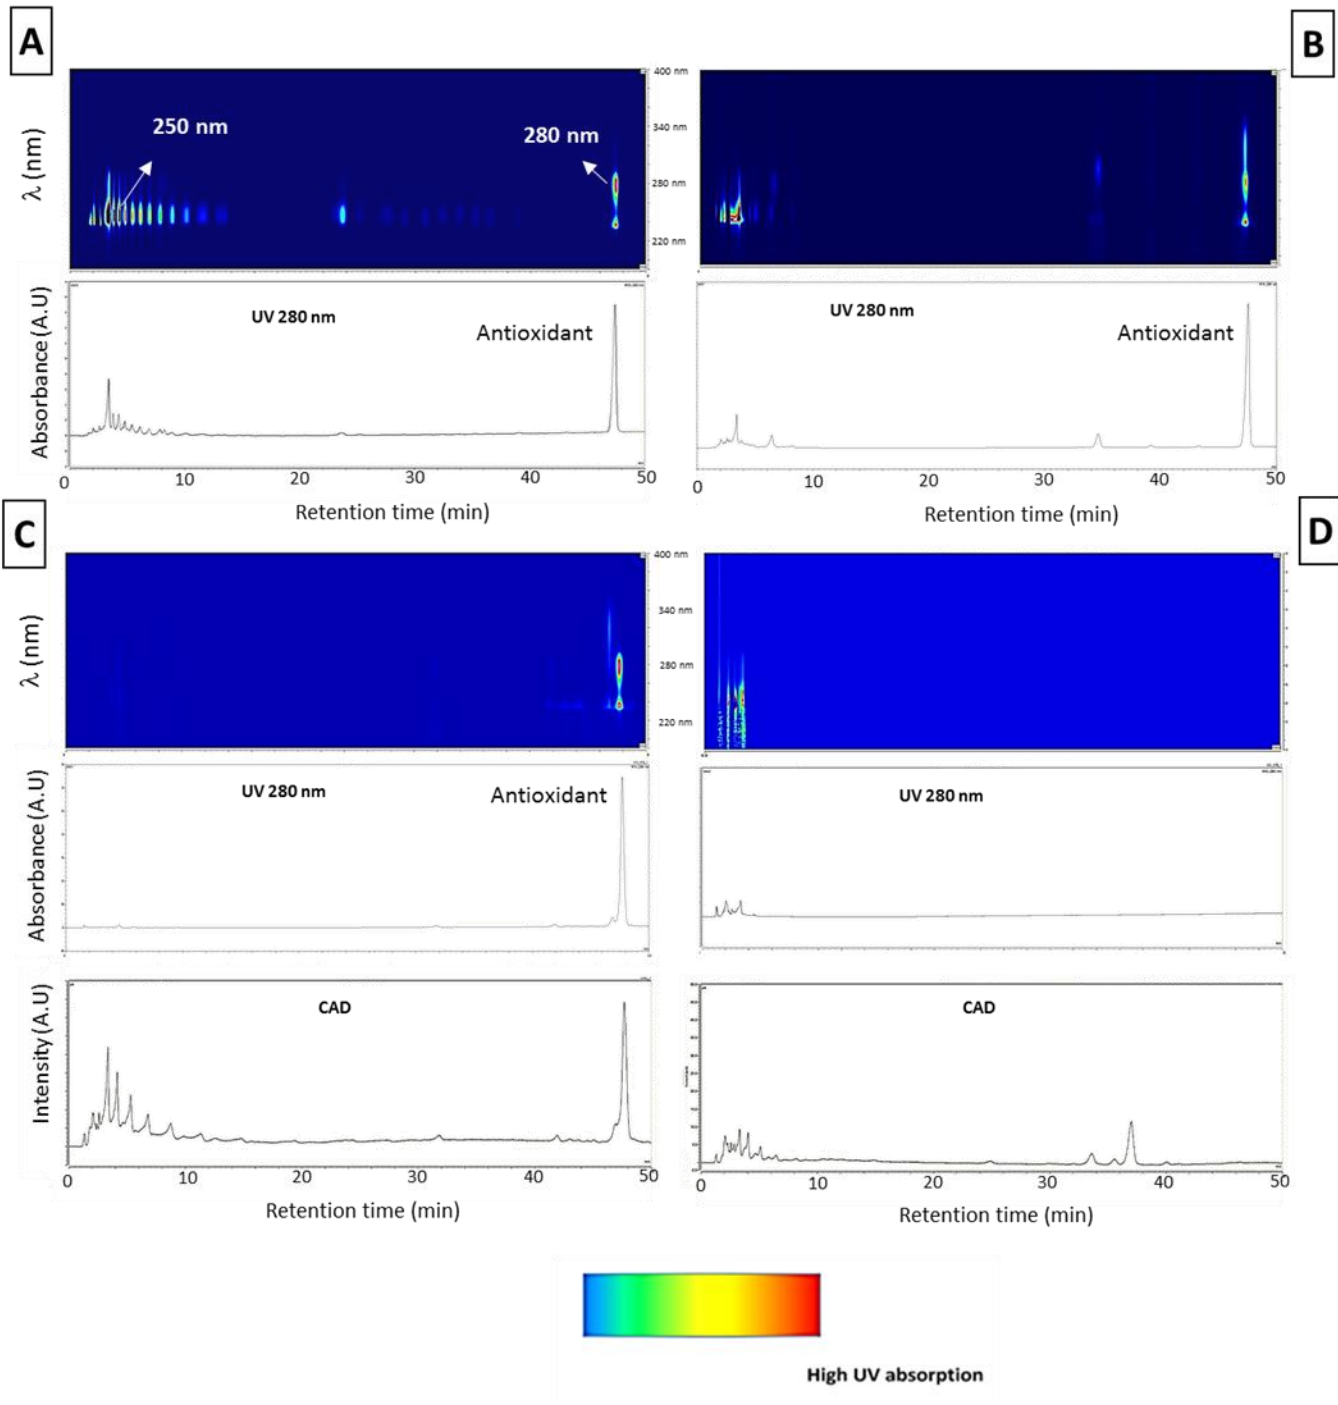 A
B
λ (nm)
250 nm
280 nm
400 nm
340 nm
280 nm
220 nm
Absorbance (A.U)
UV 280 nm
Antioxidant
UV 280 nm
Antioxidant
0 10 20 30 40 50
0 10 20 30 40 50
Retention time (min)
Retention time (min)
C
D
λ (nm)
400 nm
340 nm
280 nm
220 nm
Absorbance (A.U)
UV 280 nm
Antioxidant
UV 280 nm
Intensity (A.U)
CAD
CAD
0 10 20 30 40 50
0 10 20 30 40 50
Retention time (min)
Retention time (min)
High UV absorption